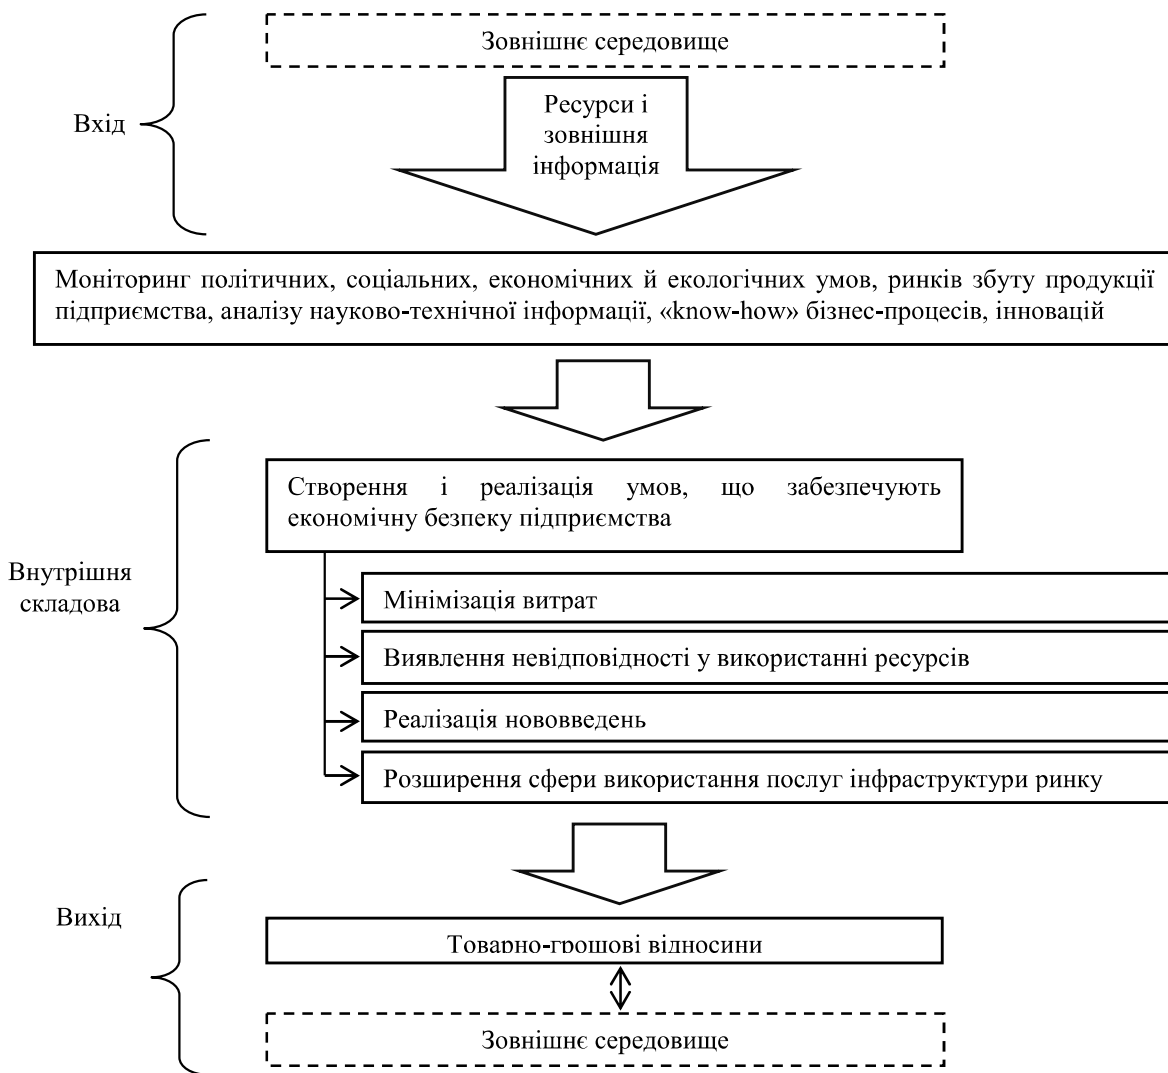 Зовнішнє середовище
Вхід
Ресурси і
зовнішня
інформація
Моніторинг політичних, соціальних, економічних й екологічних умов, ринків збуту продукції
підприємства, аналізу науково-технічної інформації, «know-how» бізнес-процесів, інновацій
Створення і реалізація умов, що забезпечують
економічну безпеку підприємства
Внутрішня
складова
Мінімізація витрат
Виявлення невідповідності у використанні ресурсів
Реалізація нововведень
Розширення сфери використання послуг інфраструктури ринку
Вихід
Товарно-грошові відносини
Зовнішнє середовище